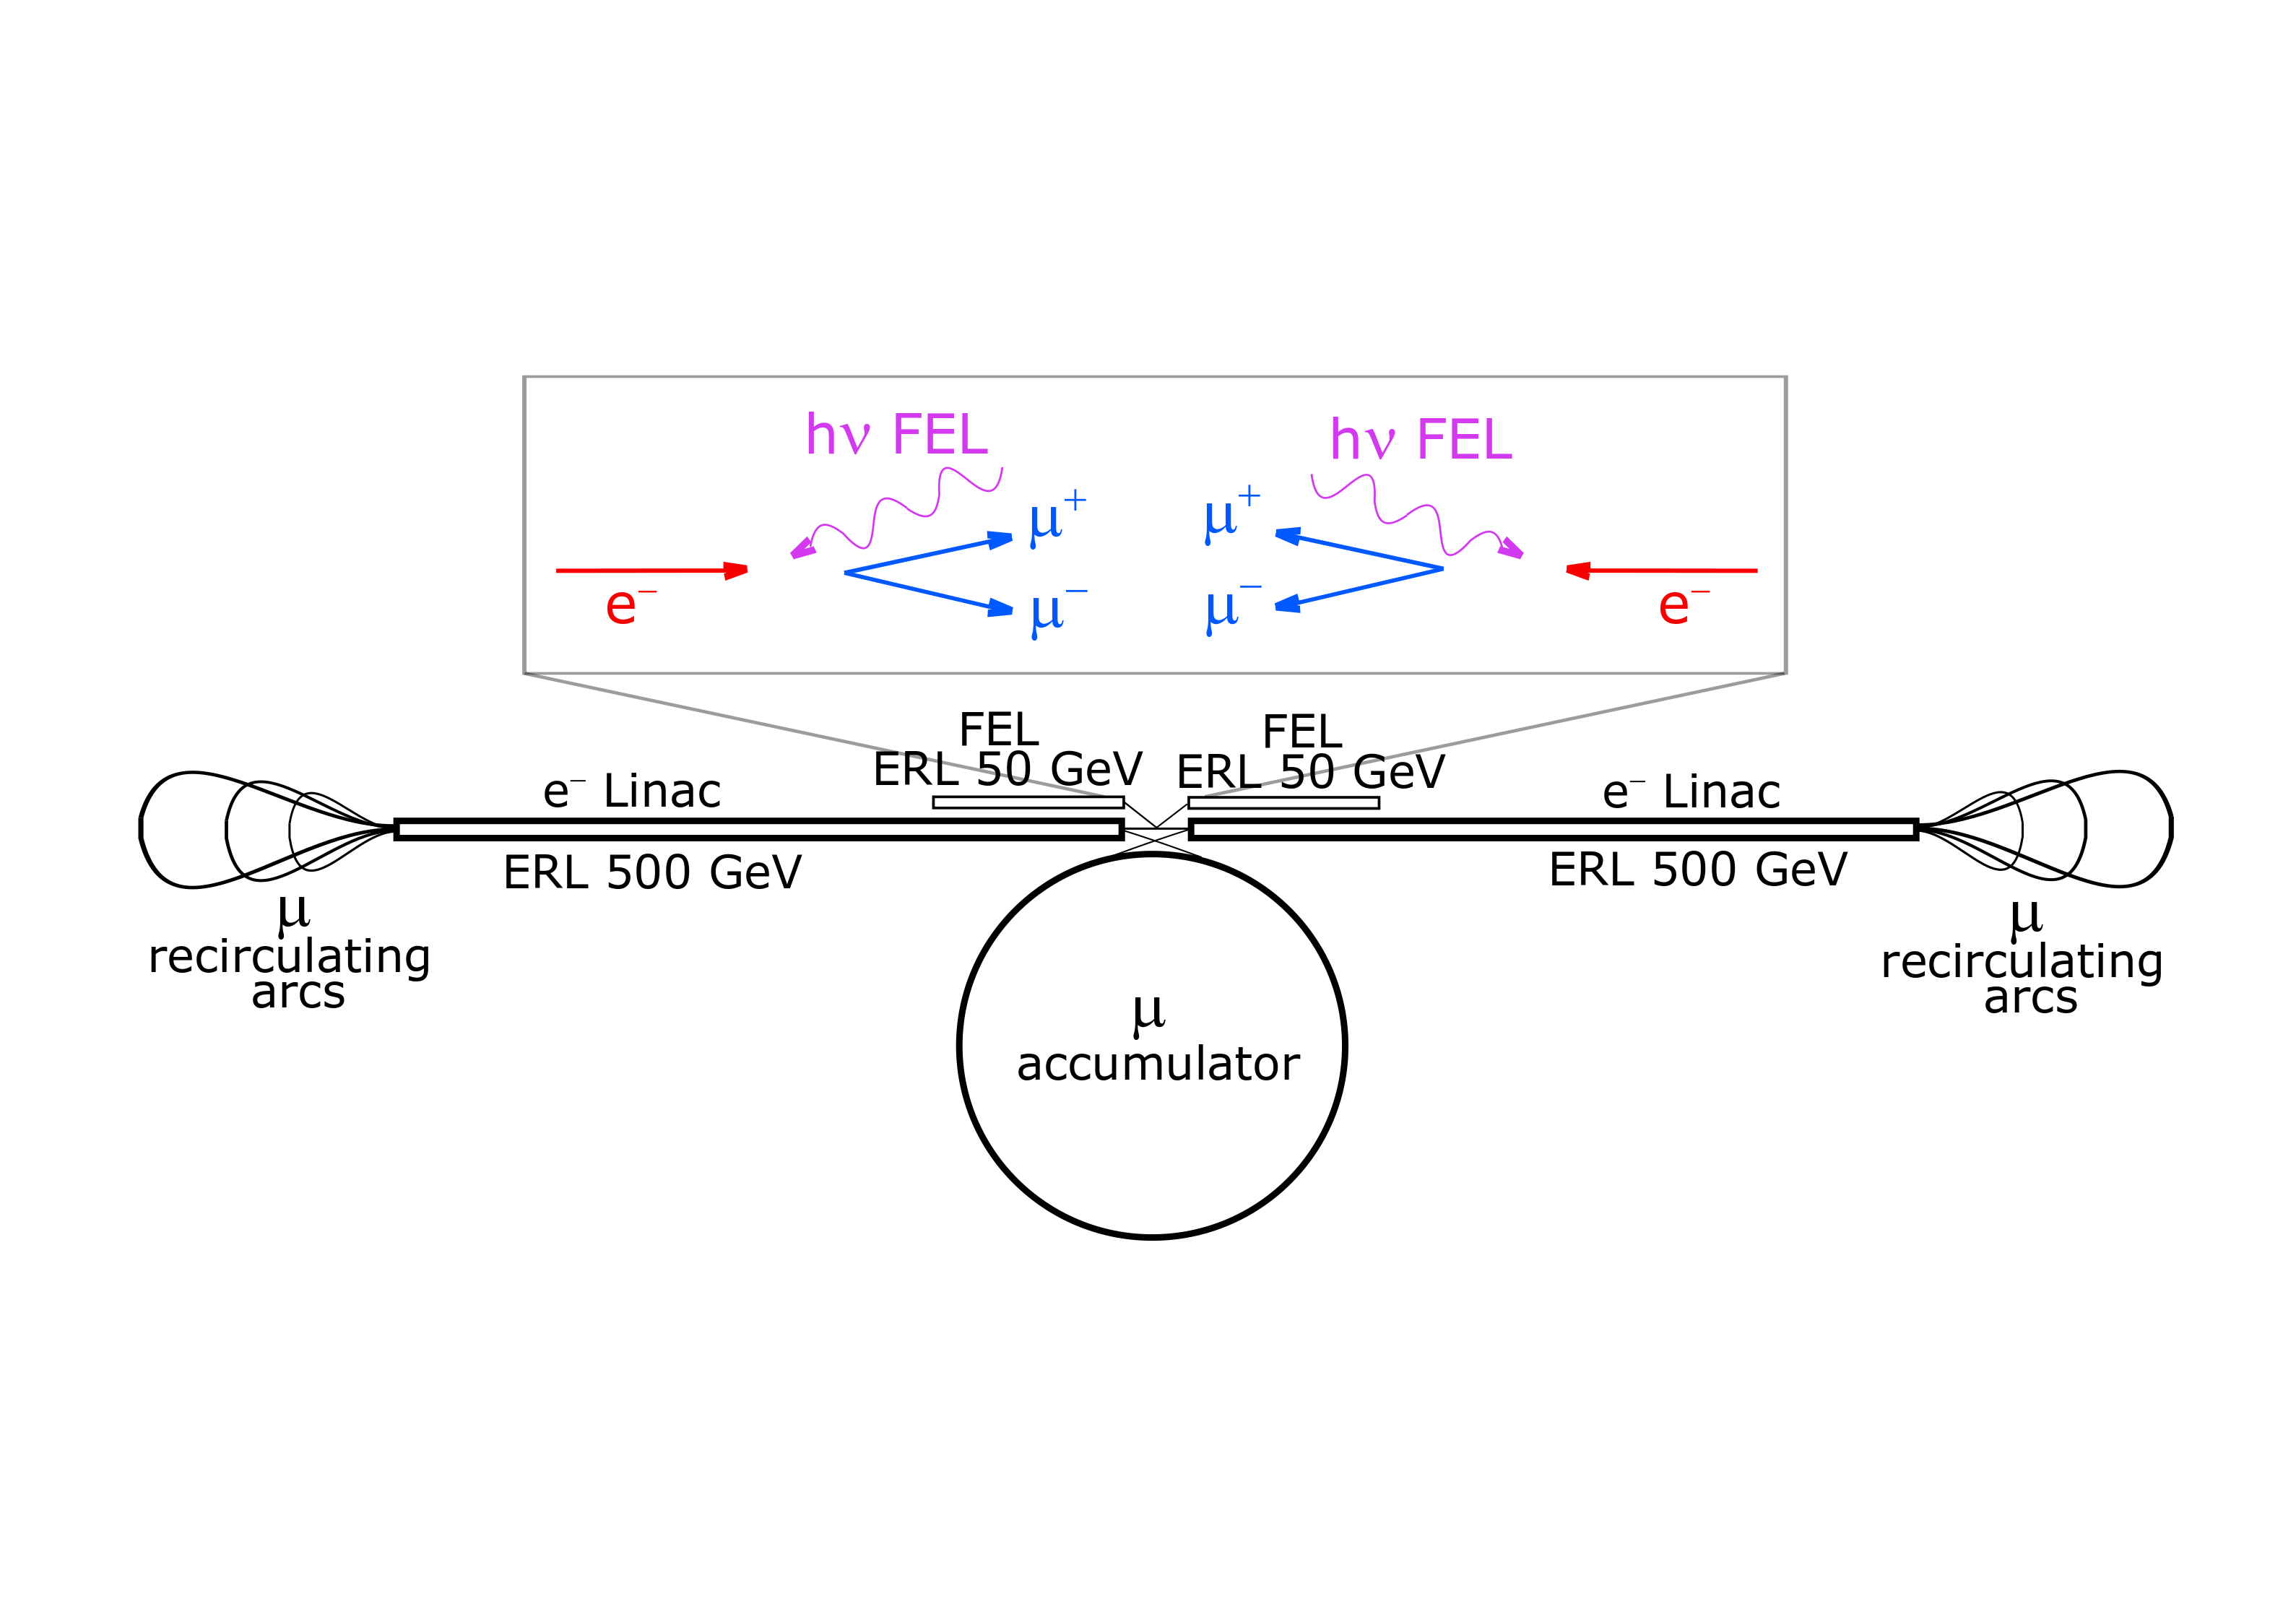 hν FEL
hν FEL
μ+
μ+
e−
μ−
μ−
e−
FEL
ERL 50 GeV
FEL
ERL 50 GeV
e− Linac
e− Linac
ERL 500 GeV
ERL 500 GeV
μ
recirculating
arcs
μ
recirculating
arcs
μ
accumulator